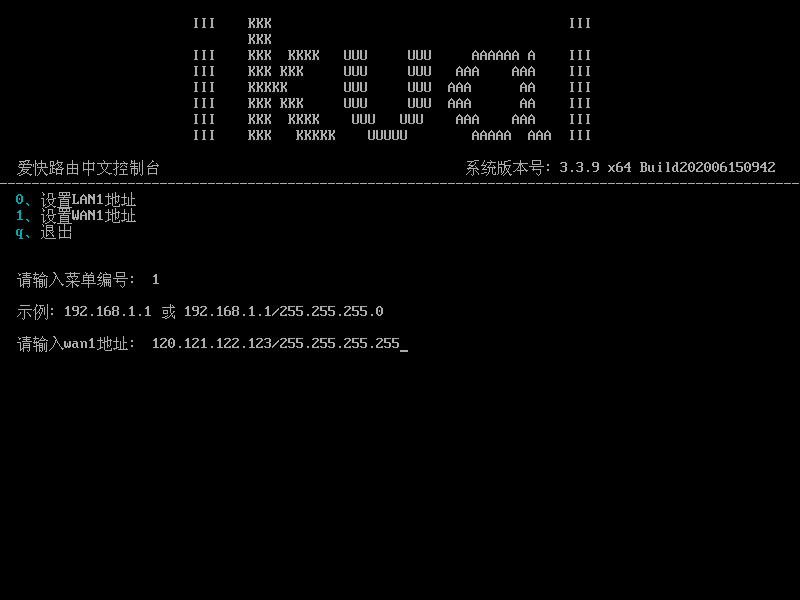 III    KKK                                     III
       KKK
III    KKK  KKKK   UUU     UUU     AAAAAA A    III
III    KKK KKK     UUU     UUU   AAA    AAA    III
III    KKKKK       UUU     UUU  AAA      AA    III
III    KKK KKK     UUU     UUU  AAA      AA    III
III    KKK  KKKK    UUU   UUU    AAA    AAA    III
III    KKK   KKKKK    UUUUU        AAAAA  AAA  III
爱快路由中文控制台 系统版本号: 3.3.9 x64 Build202006150942
0、设置LAN1地址
1、设置WAN1地址
q、退出
请输入菜单编号: 1
示例: 192.168.1.1 或 192.168.1.1/255.255.255.0
请输入wan1地址: 120.121.122.123/255.255.255.255_